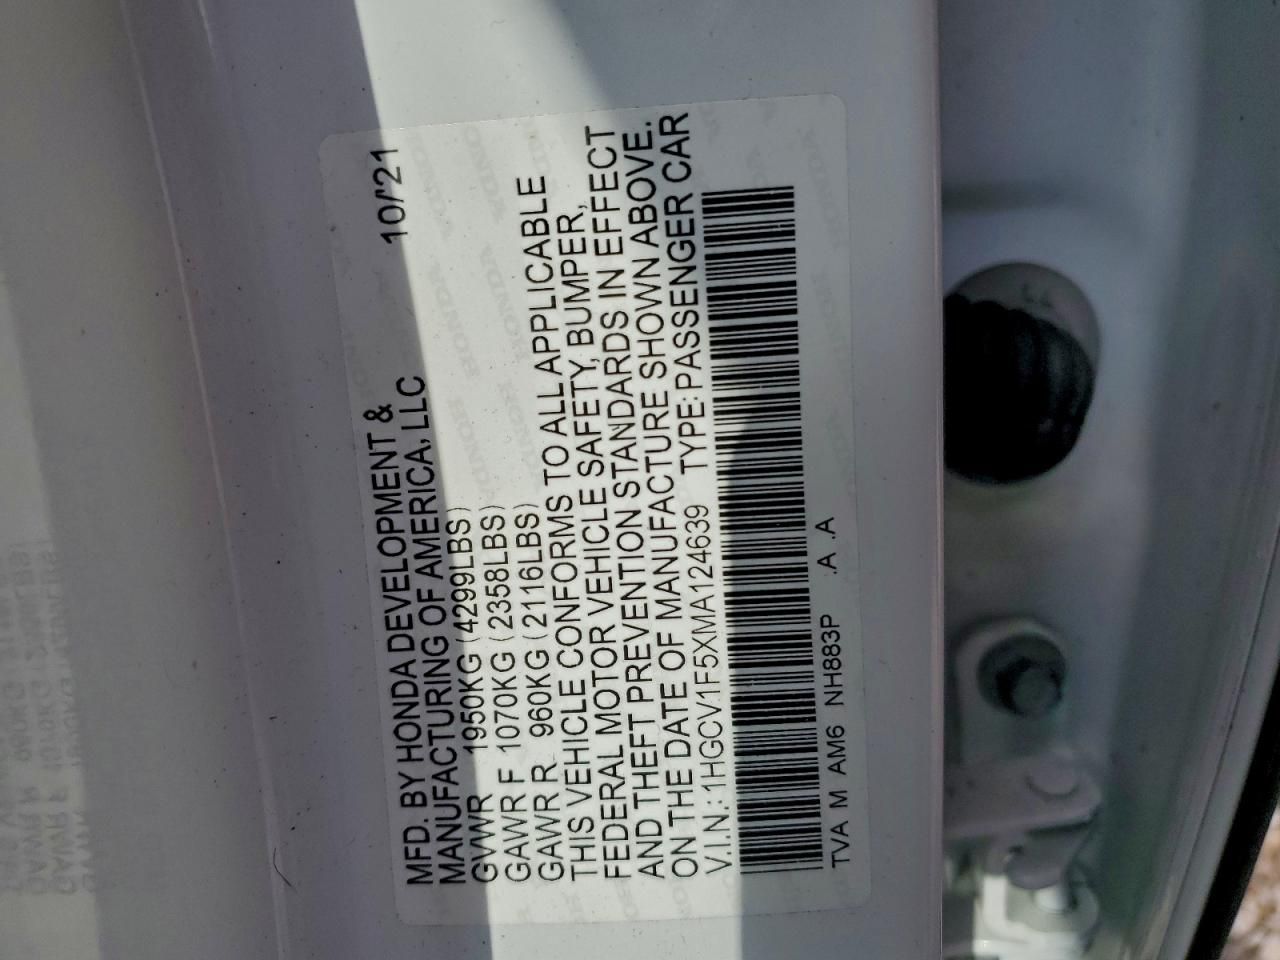 MFD. BY HONDA DEVELOPMENT & 10/21
MANUFACTURING OF AMERICA, LLC
GVWR 1950KG (4299LBS)
GAWR F 1070KG (2358LBS)
GAWR R 960KG (2116LBS)
THIS VEHICLE CONFORMS TO ALL APPLICABLE
FEDERAL MOTOR VEHICLE SAFETY, BUMPER,
AND THEFT PREVENTION STANDARDS IN EFFECT
ON THE DATE OF MANUFACTURE SHOWN ABOVE.
V.I.N.: 1HGCV1F5XMA124639 TYPE: PASSENGER CAR
TVA M AM6 NH883P .A .A